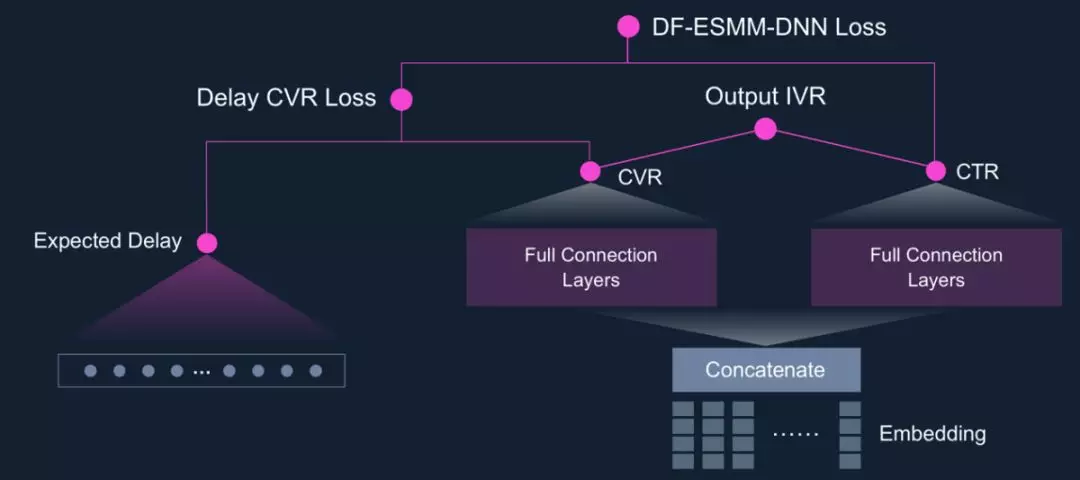 DF-ESMM-DNN Loss
Delay CVR Loss
Output IVR
CVR
CTR
Expected Delay
Full Connection
Layers
Full Connection
Layers
...
Concatenate
......
Embedding